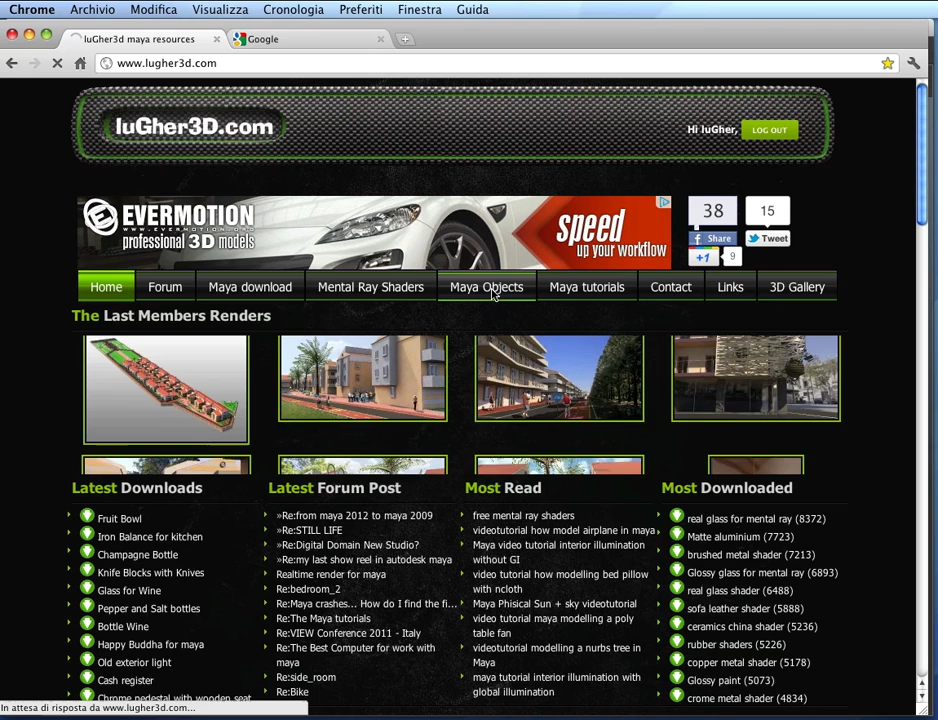 Chrome Archivio Modifica Visualizza Cronologia Preferiti Finestra Guida
luGher3d maya resources
Google
www.lugher3d.com
luGher3D.com
Hi luGher, LOG OUT
EVERMOTION
WWW.EVERMOTION.ORG
professional 3D models
speed
up your workflow
38
15
Share
Tweet
+1
9
Home Forum Maya download Mental Ray Shaders Maya Objects Maya tutorials Contact Links 3D Gallery
The Last Members Renders
Latest Downloads
Fruit Bowl
Iron Balance for kitchen
Champagne Bottle
Knife Blocks with Knives
Glass for Wine
Pepper and Salt bottles
Bottle Wine
Happy Buddha for maya
Old exterior light
Cash register
Chrome pedestal with wooden seat
Latest Forum Post
»Re:from maya 2012 to maya 2009
»Re:STILL LIFE
»Re:Digital Domain New Studio?
»Re:my last show reel in autodesk maya
Realtime render for maya
Re:bedroom_2
Re:Maya crashes... How do I find the fi...
Re:The Maya tutorials
Re:VIEW Conference 2011 - Italy
Re:The Best Computer for work with
maya
Re:side_room
Re:Bike
Most Read
free mental ray shaders
videotutorial how model airplane in maya
Maya video tutorial interior illumination
without GI
video tutorial how modelling bed pillow
with ncloth
Maya Phisical Sun + sky videotutorial
video tutorial maya modelling a poly
table fan
videotutorial modelling a nurbs tree in
Maya
maya tutorial interior illumination with
global illumination
Most Downloaded
real glass for mental ray (8372)
Matte aluminium (7723)
brushed metal shader (7213)
Glossy glass for mental ray (6893)
real glass shader (6488)
sofa leather shader (5888)
ceramics china shader (5236)
rubber shaders (5226)
copper metal shader (5178)
Glossy paint (5073)
crome metal shader (4834)
In attesa di risposta da www.lugher3d.com...